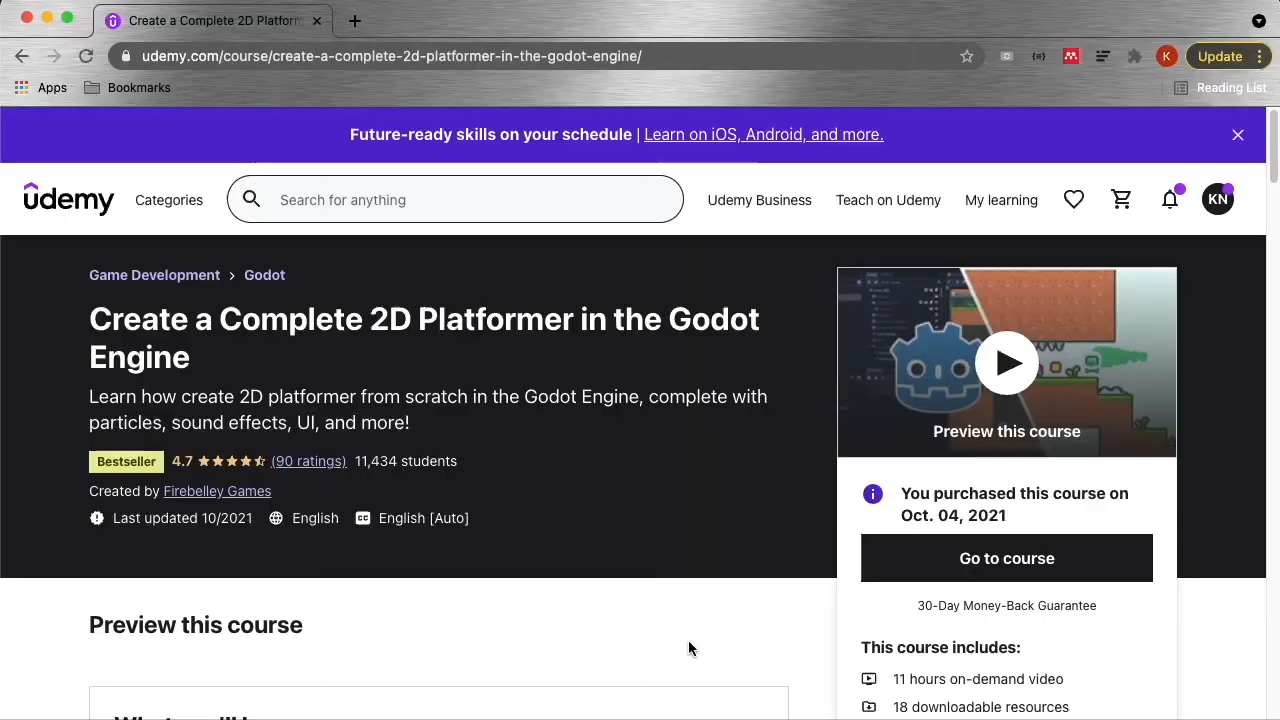 Create a Complete 2D Platform
udemy.com/course/create-a-complete-2d-platformer-in-the-godot-engine/
K
Update
Apps
Bookmarks
Reading List
Future-ready skills on your schedule | Learn on iOS, Android, and more.
udemy
Categories
Search for anything
Udemy Business
Teach on Udemy
My learning
KN
Game Development > Godot
Create a Complete 2D Platformer in the Godot
Engine
Learn how create 2D platformer from scratch in the Godot Engine, complete with
particles, sound effects, UI, and more!
Bestseller 4.7 (90 ratings) 11,434 students
Created by Firebelley Games
Last updated 10/2021 English CC English [Auto]
Preview this course
You purchased this course on
Oct. 04, 2021
Go to course
30-Day Money-Back Guarantee
This course includes:
11 hours on-demand video
18 downloadable resources
Preview this course